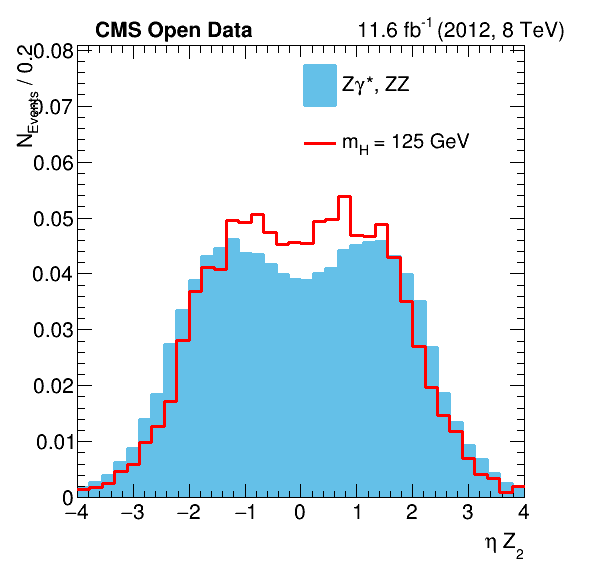 CMS Open Data 11.6 fb⁻¹ (2012, 8 TeV)
N_Events / 0.2
0.08
0.07
0.06
0.05
0.04
0.03
0.02
0.01
0
Zγ*, ZZ
m_H = 125 GeV
−4 −3 −2 −1 0 1 2 3 4
η Z₂